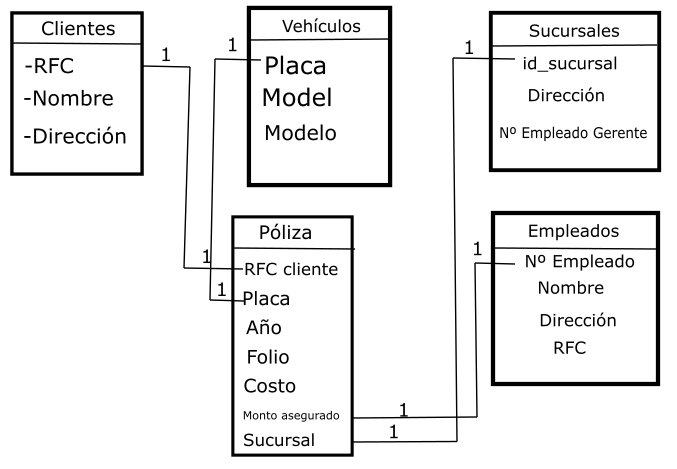 Clientes
-RFC
-Nombre
-Dirección
1
Vehículos
1
Placa
Model
Modelo
Sucursales
1
id_sucursal
Dirección
Nº Empleado Gerente
Póliza
1
RFC cliente
1
Placa
Año
Folio
Costo
Monto asegurado
1
Sucursal
1
Empleados
1
Nº Empleado
Nombre
Dirección
RFC